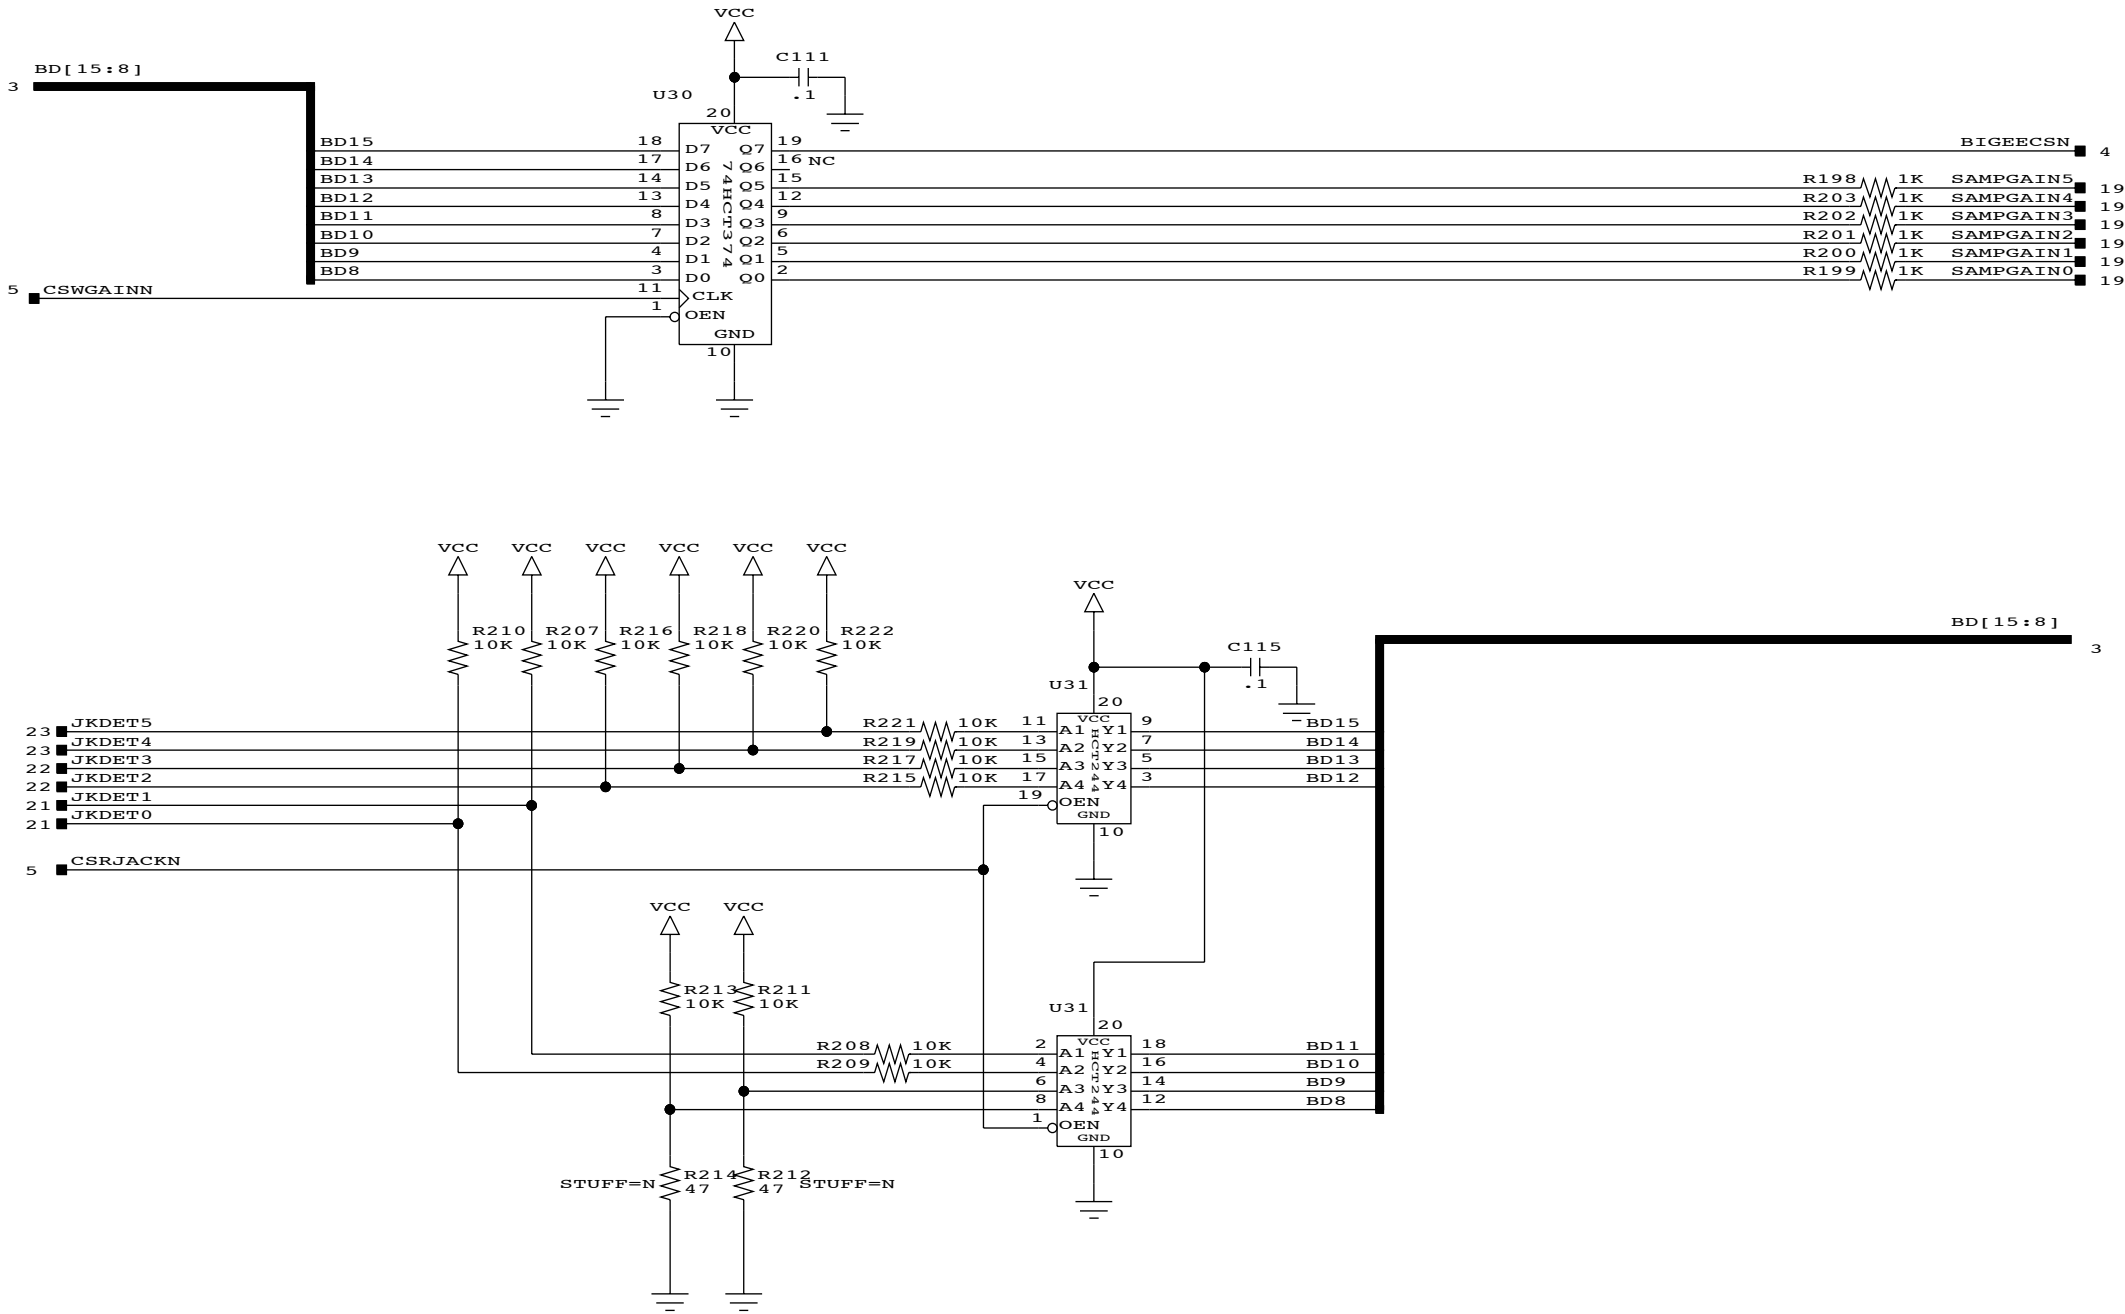 VCC
C111
.1
BD[15:8]
3
U30
20
VCC
BD15 18 D7 Q7 19 BIGEECSN 4
BD14 17 D6 Q6 16 NC
BD13 14 D5 Q5 15 R198 1K SAMPGAIN5 19
BD12 13 D4 Q4 12 R203 1K SAMPGAIN4 19
BD11 8 D3 Q3 9 R202 1K SAMPGAIN3 19
BD10 7 D2 Q2 6 R201 1K SAMPGAIN2 19
BD9 4 D1 Q1 5 R200 1K SAMPGAIN1 19
BD8 3 D0 Q0 2 R199 1K SAMPGAIN0 19
74HCT374
5 CSWGAINN 11 CLK
1 OEN
GND
10
VCC VCC VCC VCC VCC VCC
VCC
R210 R207 R216 R218 R220 R222
10K 10K 10K 10K 10K 10K
BD[15:8]
3
C115
.1
U31
20
VCC
23 JKDET5 R221 10K 11 A1 Y1 9 BD15
23 JKDET4 R219 10K 13 A2 Y2 7 BD14
22 JKDET3 R217 10K 15 A3 Y3 5 BD13
22 JKDET2 R215 10K 17 A4 Y4 3 BD12
HCT244
21 JKDET1 19 OEN
21 JKDET0 GND
10
5 CSRJACKN
VCC VCC
R213 R211
10K 10K
U31
20
VCC
R208 10K 2 A1 Y1 18 BD11
R209 10K 4 A2 Y2 16 BD10
6 A3 Y3 14 BD9
8 A4 Y4 12 BD8
HCT244
1 OEN
GND
10
STUFF=N R214 R212 STUFF=N
47 47